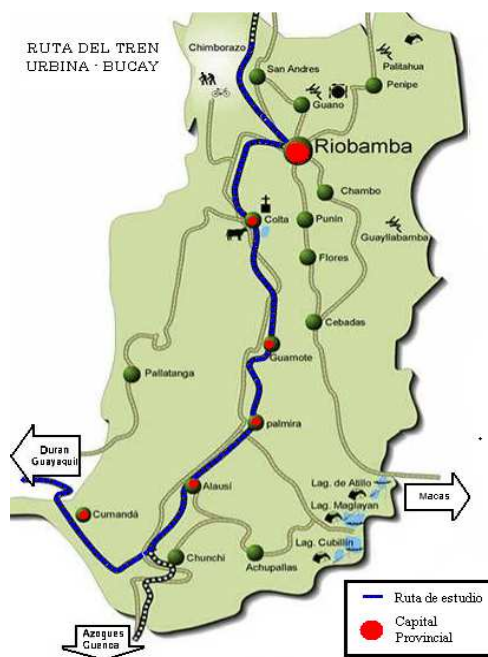 RUTA DEL TREN
URBINA - BUCAY
Chimborazo
San Andres
Palitahua
Penipe
Guano
Riobamba
Chambo
Colta
Punin
Guayllabamba
Flores
Cebadas
Guamote
Pallatanga
palmira
Duran
Guayaquil
Alausí
Lag. de Atillo
Macas
Lag. Maglayan
Cumandá
Lag. Cubillín
Chunchi
Achupallas
Azogues
Cuenca
Ruta de estudio
Capital
Provincial